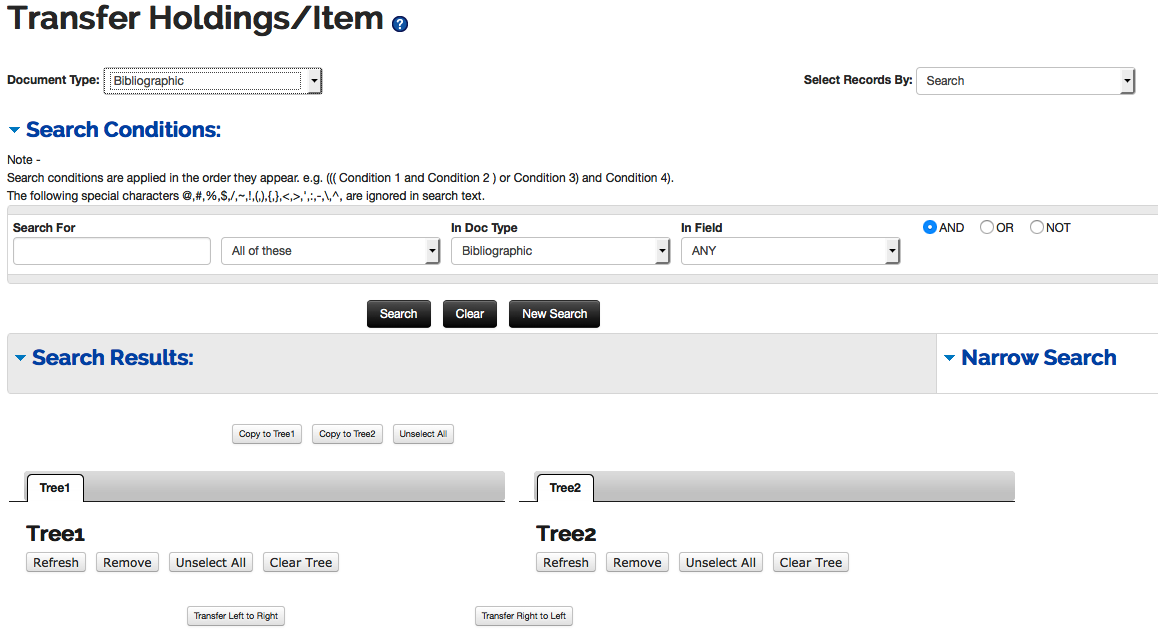 Transfer Holdings/Item ?
Document Type: Bibliographic Select Records By: Search
Search Conditions:
Note -
Search conditions are applied in the order they appear. e.g. ((( Condition 1 and Condition 2 ) or Condition 3) and Condition 4).
The following special characters @,#,%,$,/,~,!,(,),{,},<,>,',:,-,\,^, are ignored in search text.
Search For In Doc Type In Field AND OR NOT
All of these Bibliographic ANY
Search Clear New Search
Search Results: Narrow Search
Copy to Tree1 Copy to Tree2 Unselect All
Tree1 Tree2
Tree1 Tree2
Refresh Remove Unselect All Clear Tree Refresh Remove Unselect All Clear Tree
Transfer Left to Right Transfer Right to Left